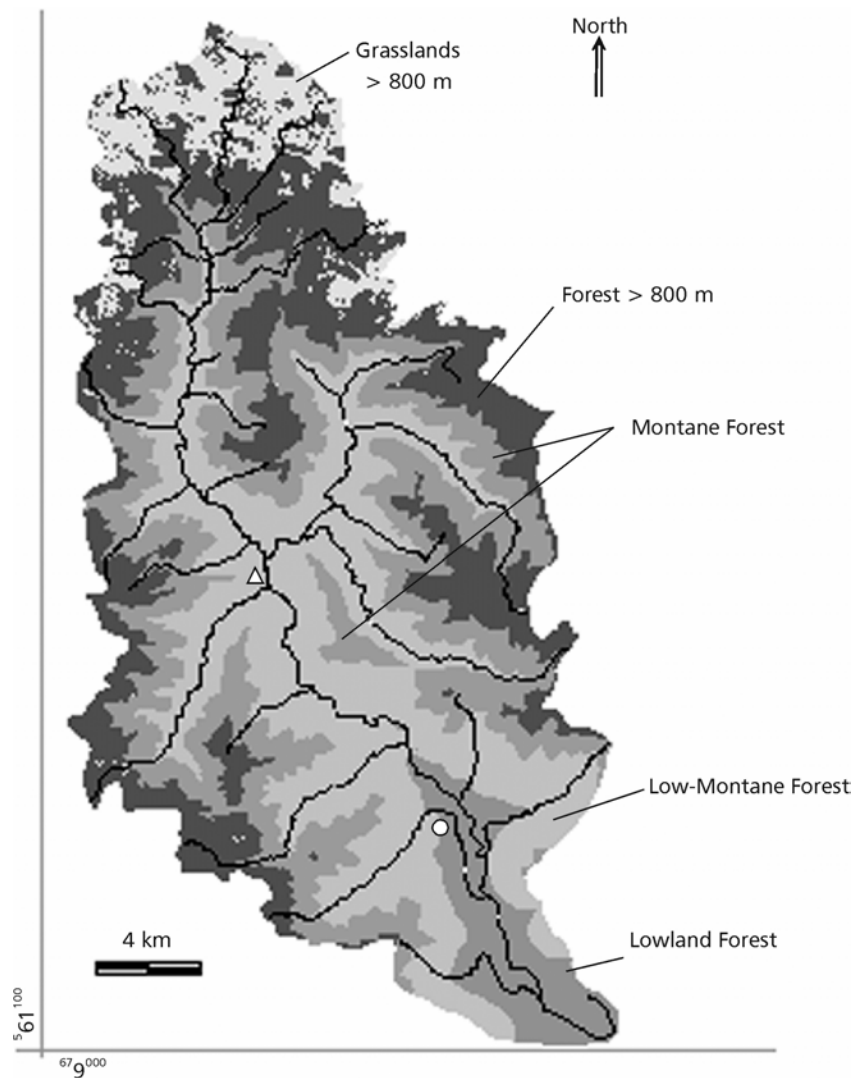 North
Grasslands
> 800 m
Forest > 800 m
Montane Forest
Low-Montane Forest
Lowland Forest
4 km
⁵61¹⁰⁰
⁶⁷9⁰⁰⁰